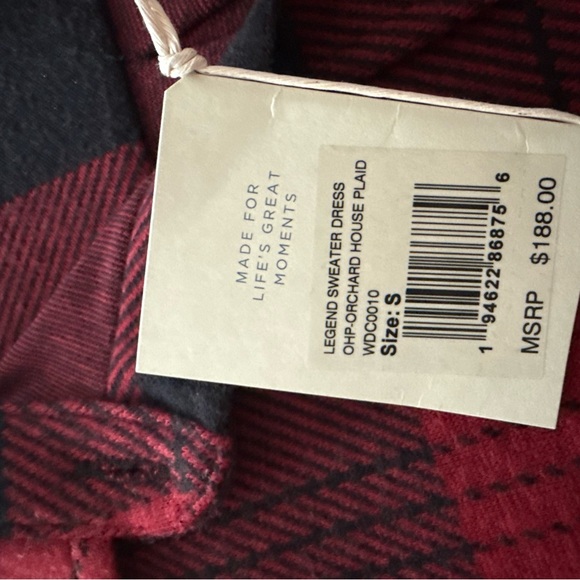 MADE FOR
LIFE'S GREAT
MOMENTS
LEGEND SWEATER DRESS
OHP-ORCHARD HOUSE PLAID
WDC0010
Size: S
1 94622 86875 6
MSRP $188.00